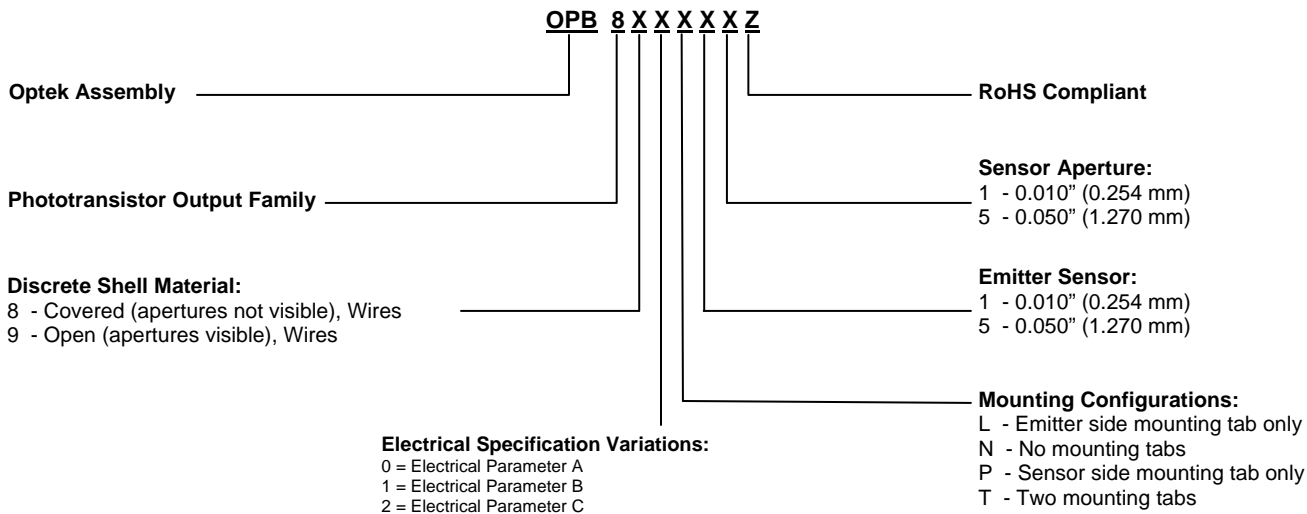 OPB 8 X X X X X Z
Optek Assembly
RoHS Compliant
Phototransistor Output Family
Sensor Aperture:
1 - 0.010” (0.254 mm)
5 - 0.050” (1.270 mm)
Discrete Shell Material:
8 - Covered (apertures not visible), Wires
9 - Open (apertures visible), Wires
Emitter Sensor:
1 - 0.010” (0.254 mm)
5 - 0.050” (1.270 mm)
Electrical Specification Variations:
0 = Electrical Parameter A
1 = Electrical Parameter B
2 = Electrical Parameter C
Mounting Configurations:
L - Emitter side mounting tab only
N - No mounting tabs
P - Sensor side mounting tab only
T - Two mounting tabs